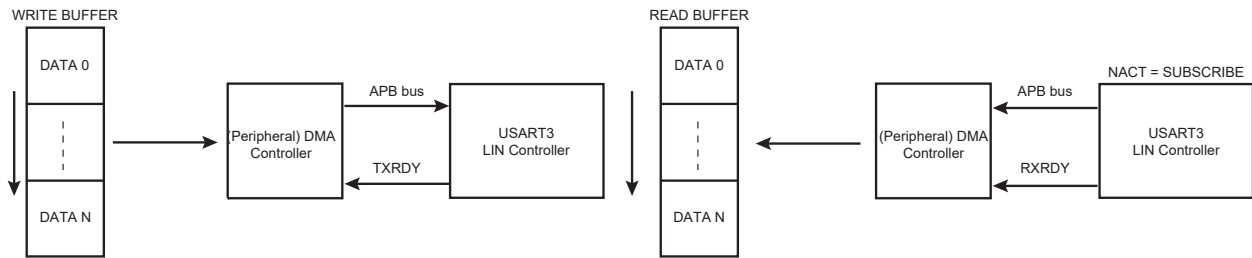 WRITE BUFFER
DATA 0
DATA N
(Peripheral) DMA
Controller
APB bus
TXRDY
USART3
LIN Controller
READ BUFFER
DATA 0
DATA N
(Peripheral) DMA
Controller
APB bus
RXRDY
NACT = SUBSCRIBE
USART3
LIN Controller